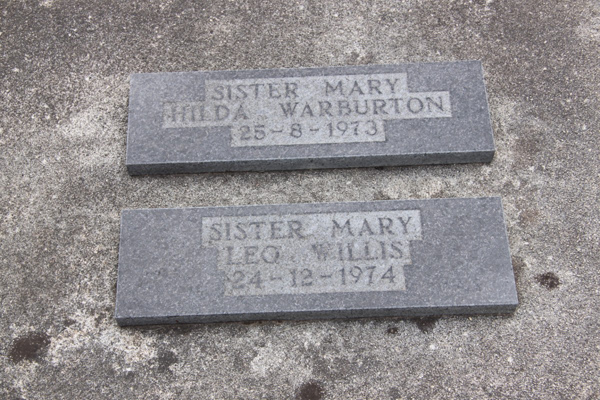 SISTER MARY
HILDA WARBURTON
25-8-1973
SISTER MARY
LEO WILLIS
24-12-1974